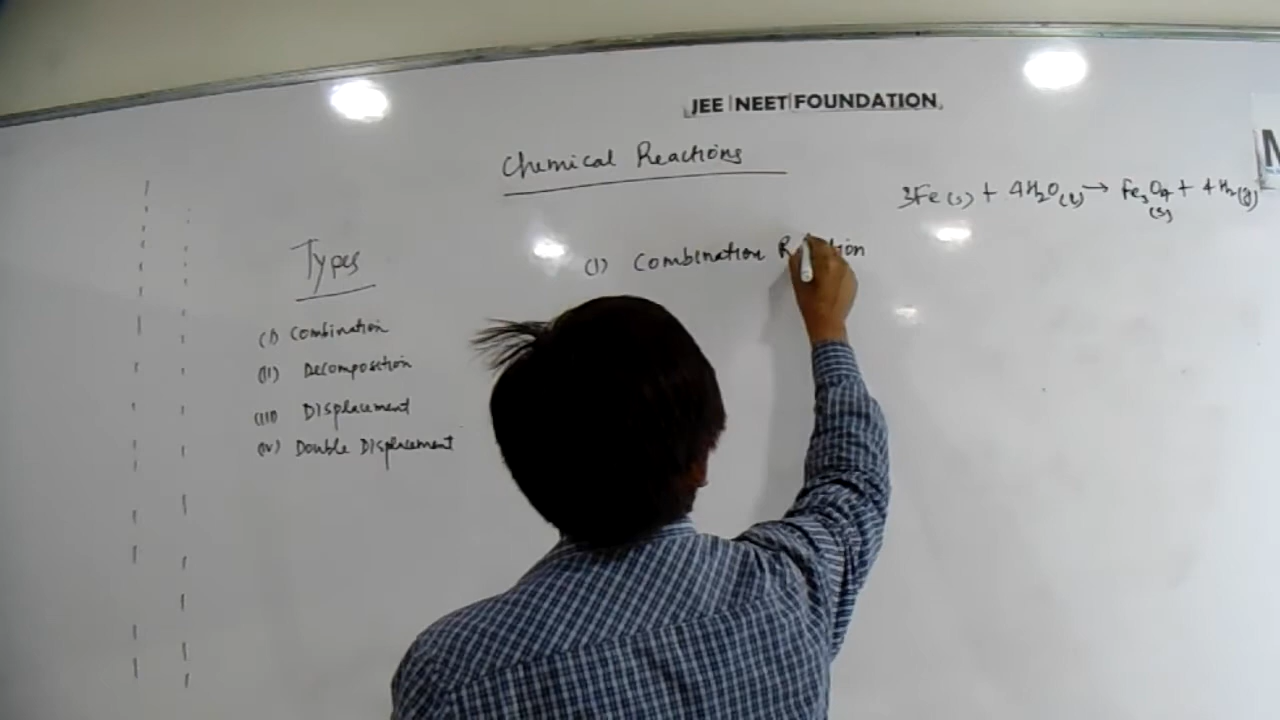 JEE NEET FOUNDATION
Chemical Reactions
3Fe(s) + 4H2O(g) → Fe3O4(s) + 4H2(g)
Types
(i) Combination
(ii) Decomposition
(iii) Displacement
(iv) Double Displacement
(1) Combination